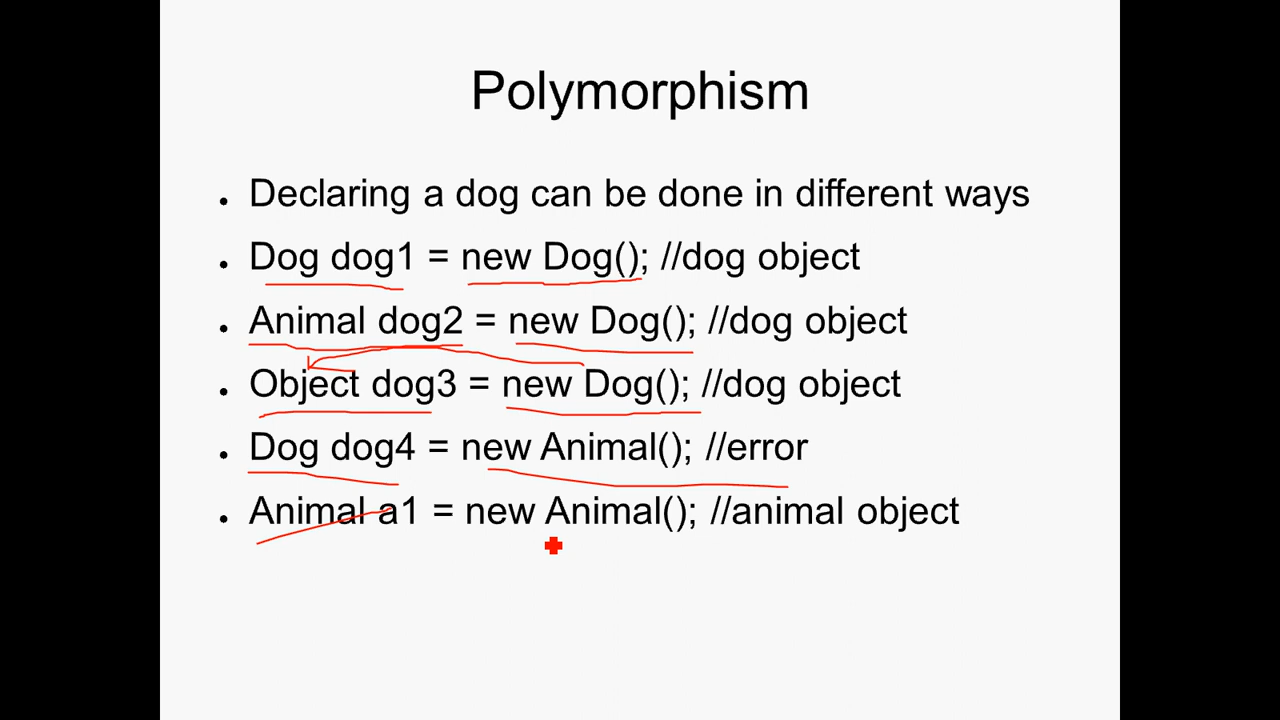 Polymorphism
Declaring a dog can be done in different ways
Dog dog1 = new Dog(); //dog object
Animal dog2 = new Dog(); //dog object
Object dog3 = new Dog(); //dog object
Dog dog4 = new Animal(); //error
Animal a1 = new Animal(); //animal object